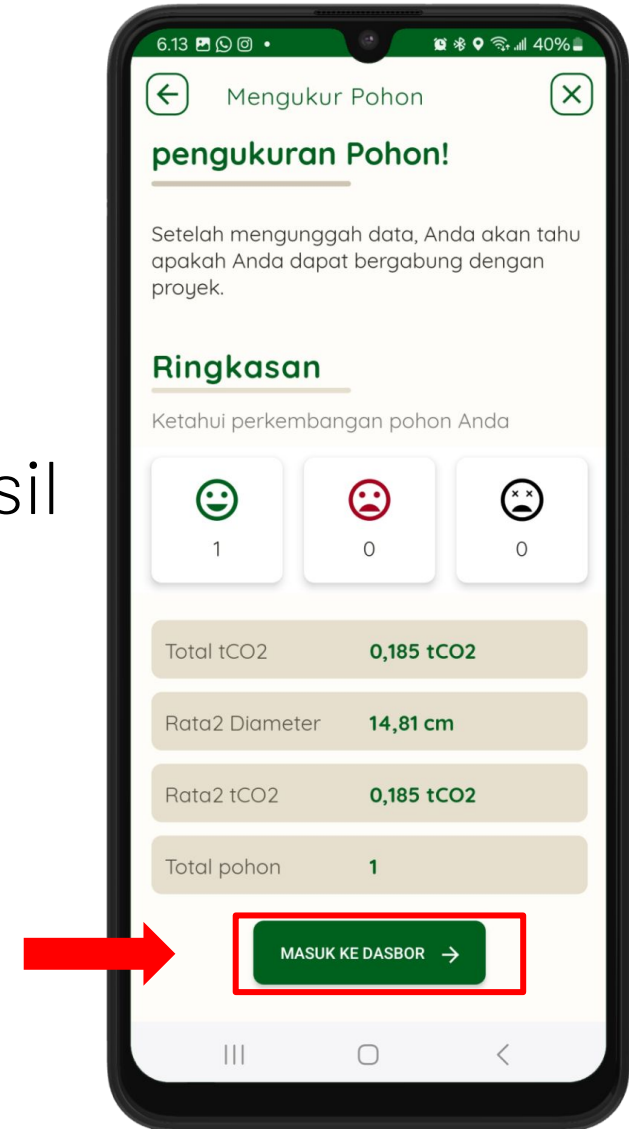 6.13 40%
Mengukur Pohon
pengukuran Pohon!
Setelah mengunggah data, Anda akan tahu
apakah Anda dapat bergabung dengan
proyek.
Ringkasan
Ketahui perkembangan pohon Anda
sil
1 0 0
Total tCO2 0,185 tCO2
Rata2 Diameter 14,81 cm
Rata2 tCO2 0,185 tCO2
Total pohon 1
MASUK KE DASBOR →